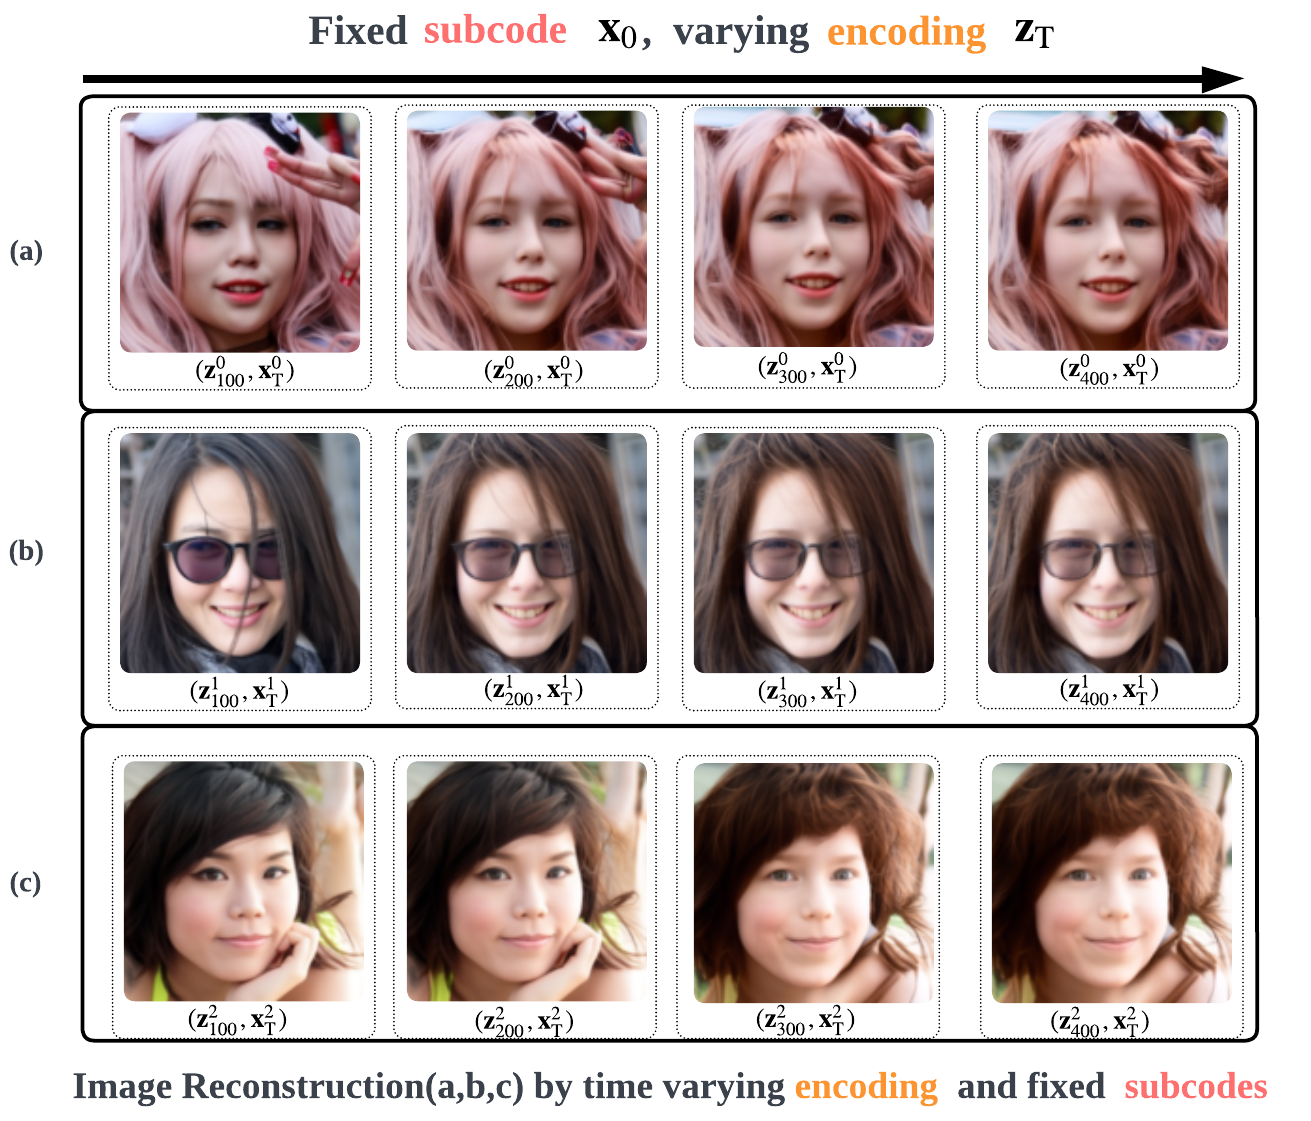 Fixed subcode x0, varying encoding zT
(a)
(z^0_100, x^0_T) (z^0_200, x^0_T) (z^0_300, x^0_T) (z^0_400, x^0_T)
(b)
(z^1_100, x^1_T) (z^1_200, x^1_T) (z^1_300, x^1_T) (z^1_400, x^1_T)
(c)
(z^2_100, x^2_T) (z^2_200, x^2_T) (z^2_300, x^2_T) (z^2_400, x^2_T)
Image Reconstruction(a,b,c) by time varying encoding and fixed subcodes